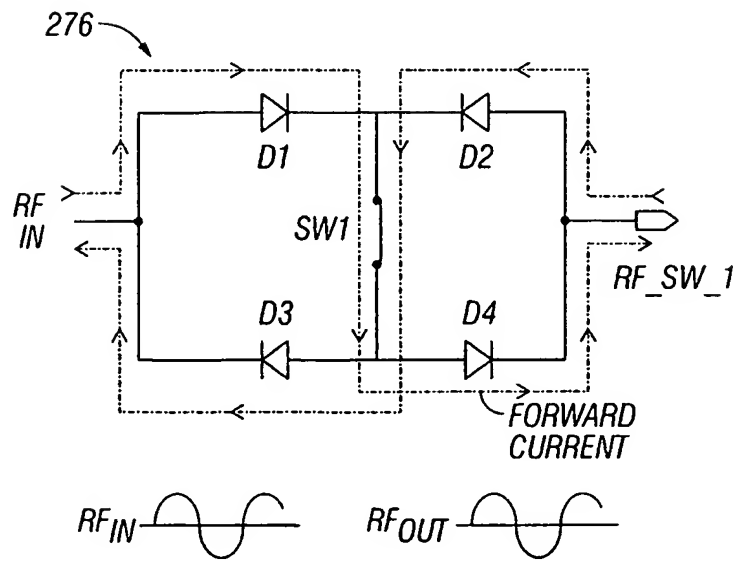 276
D1
D2
RF
IN
SW1
RF_SW_1
D3
D4
FORWARD
CURRENT
RFIN
RFOUT